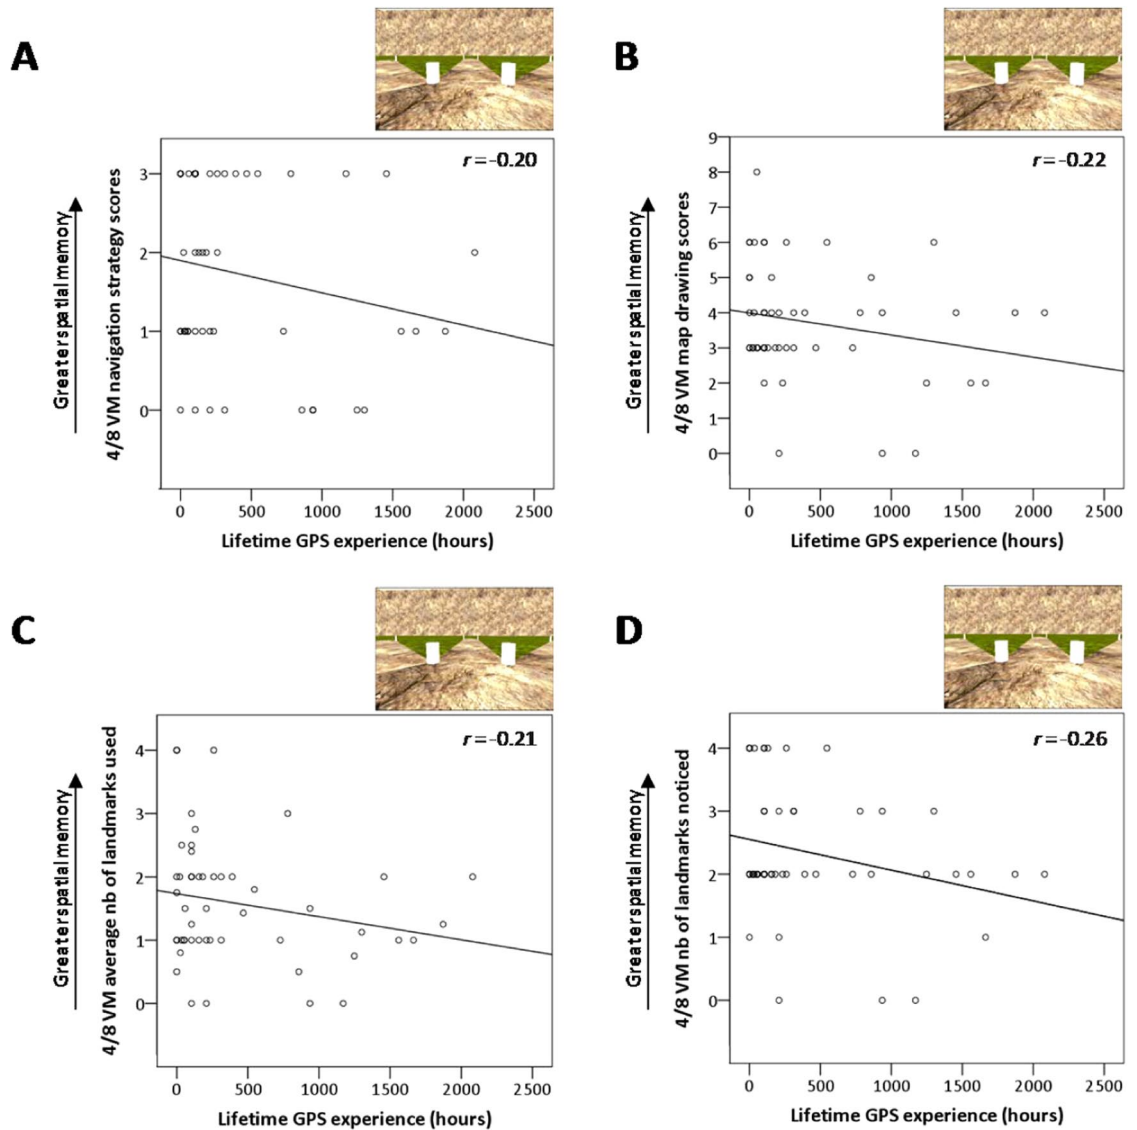 A
r = -0.20
Greater spatial memory
4/8 VM navigation strategy scores
3
2
1
0
0 500 1000 1500 2000 2500
Lifetime GPS experience (hours)
B
r = -0.22
Greater spatial memory
4/8 VM map drawing scores
9
8
7
6
5
4
3
2
1
0
0 500 1000 1500 2000 2500
Lifetime GPS experience (hours)
C
r = -0.21
Greater spatial memory
4/8 VM average nb of landmarks used
4
3
2
1
0
0 500 1000 1500 2000 2500
Lifetime GPS experience (hours)
D
r = -0.26
Greater spatial memory
4/8 VM nb of landmarks noticed
4
3
2
1
0
0 500 1000 1500 2000 2500
Lifetime GPS experience (hours)